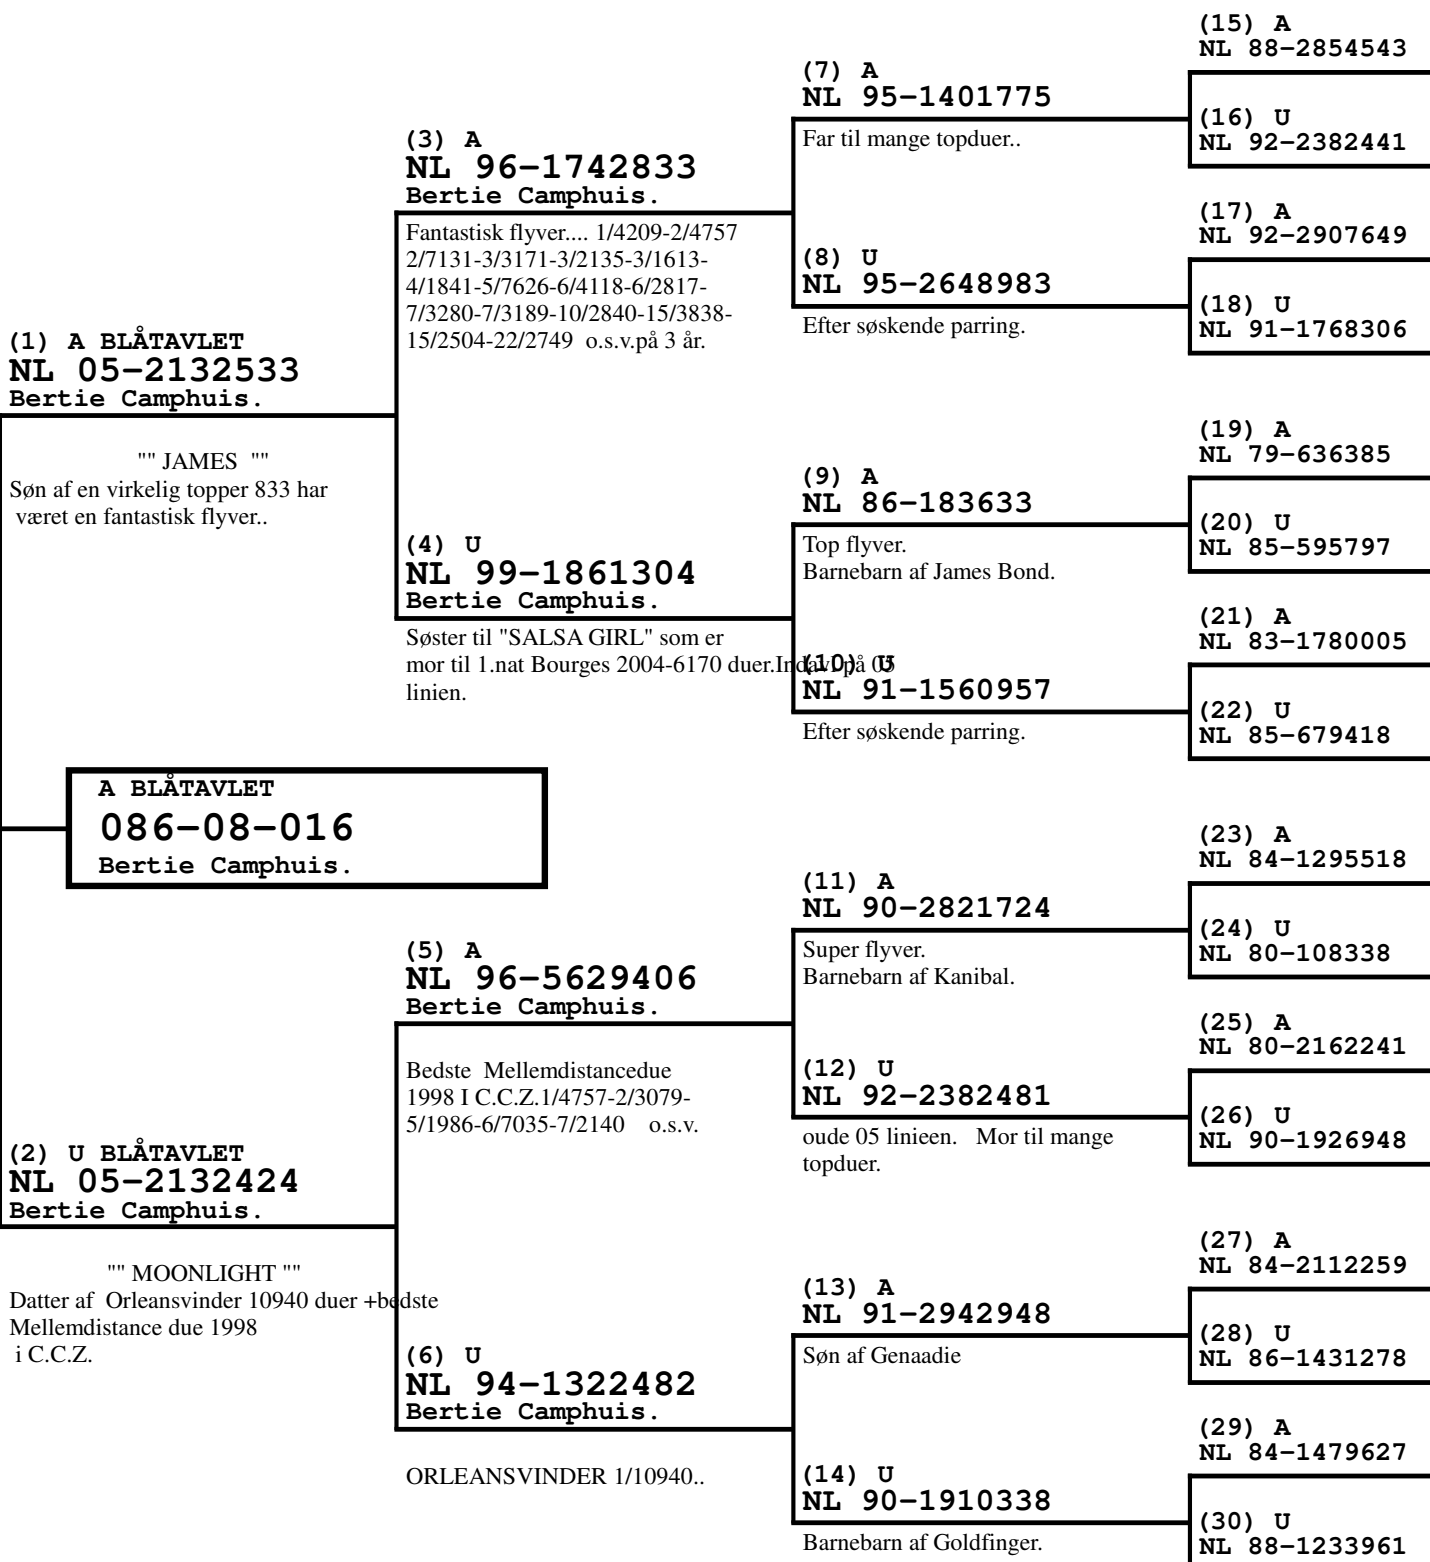 (1) A BLÅTAVLET
NL 05-2132533
Bertie Camphuis.
"" JAMES ""
Søn af en virkelig topper 833 har
været en fantastisk flyver..
A BLÅTAVLET
086-08-016
Bertie Camphuis.
(2) U BLÅTAVLET
NL 05-2132424
Bertie Camphuis.
"" MOONLIGHT ""
Datter af Orleansvinder 10940 duer +bedste
Mellemdistance due 1998
i C.C.Z.
(3) A
NL 96-1742833
Bertie Camphuis.
Fantastisk flyver.... 1/4209-2/4757
2/7131-3/3171-3/2135-3/1613-
4/1841-5/7626-6/4118-6/2817-
7/3280-7/3189-10/2840-15/3838-
15/2504-22/2749 o.s.v.på 3 år.
(4) U
NL 99-1861304
Bertie Camphuis.
Søster til "SALSA GIRL" som er
mor til 1.nat Bourges 2004-6170 duer.Indavl på 05
linien.
(5) A
NL 96-5629406
Bertie Camphuis.
Bedste Mellemdistancedue
1998 I C.C.Z.1/4757-2/3079-
5/1986-6/7035-7/2140 o.s.v.
(6) U
NL 94-1322482
Bertie Camphuis.
ORLEANSVINDER 1/10940..
(7) A
NL 95-1401775
Far til mange topduer..
(8) U
NL 95-2648983
Efter søskende parring.
(9) A
NL 86-183633
Top flyver.
Barnebarn af James Bond.
(10) U
NL 91-1560957
Efter søskende parring.
(11) A
NL 90-2821724
Super flyver.
Barnebarn af Kanibal.
(12) U
NL 92-2382481
oude 05 linieen. Mor til mange
topduer.
(13) A
NL 91-2942948
Søn af Genaadie
(14) U
NL 90-1910338
Barnebarn af Goldfinger.
(15) A
NL 88-2854543
(16) U
NL 92-2382441
(17) A
NL 92-2907649
(18) U
NL 91-1768306
(19) A
NL 79-636385
(20) U
NL 85-595797
(21) A
NL 83-1780005
(22) U
NL 85-679418
(23) A
NL 84-1295518
(24) U
NL 80-108338
(25) A
NL 80-2162241
(26) U
NL 90-1926948
(27) A
NL 84-2112259
(28) U
NL 86-1431278
(29) A
NL 84-1479627
(30) U
NL 88-1233961